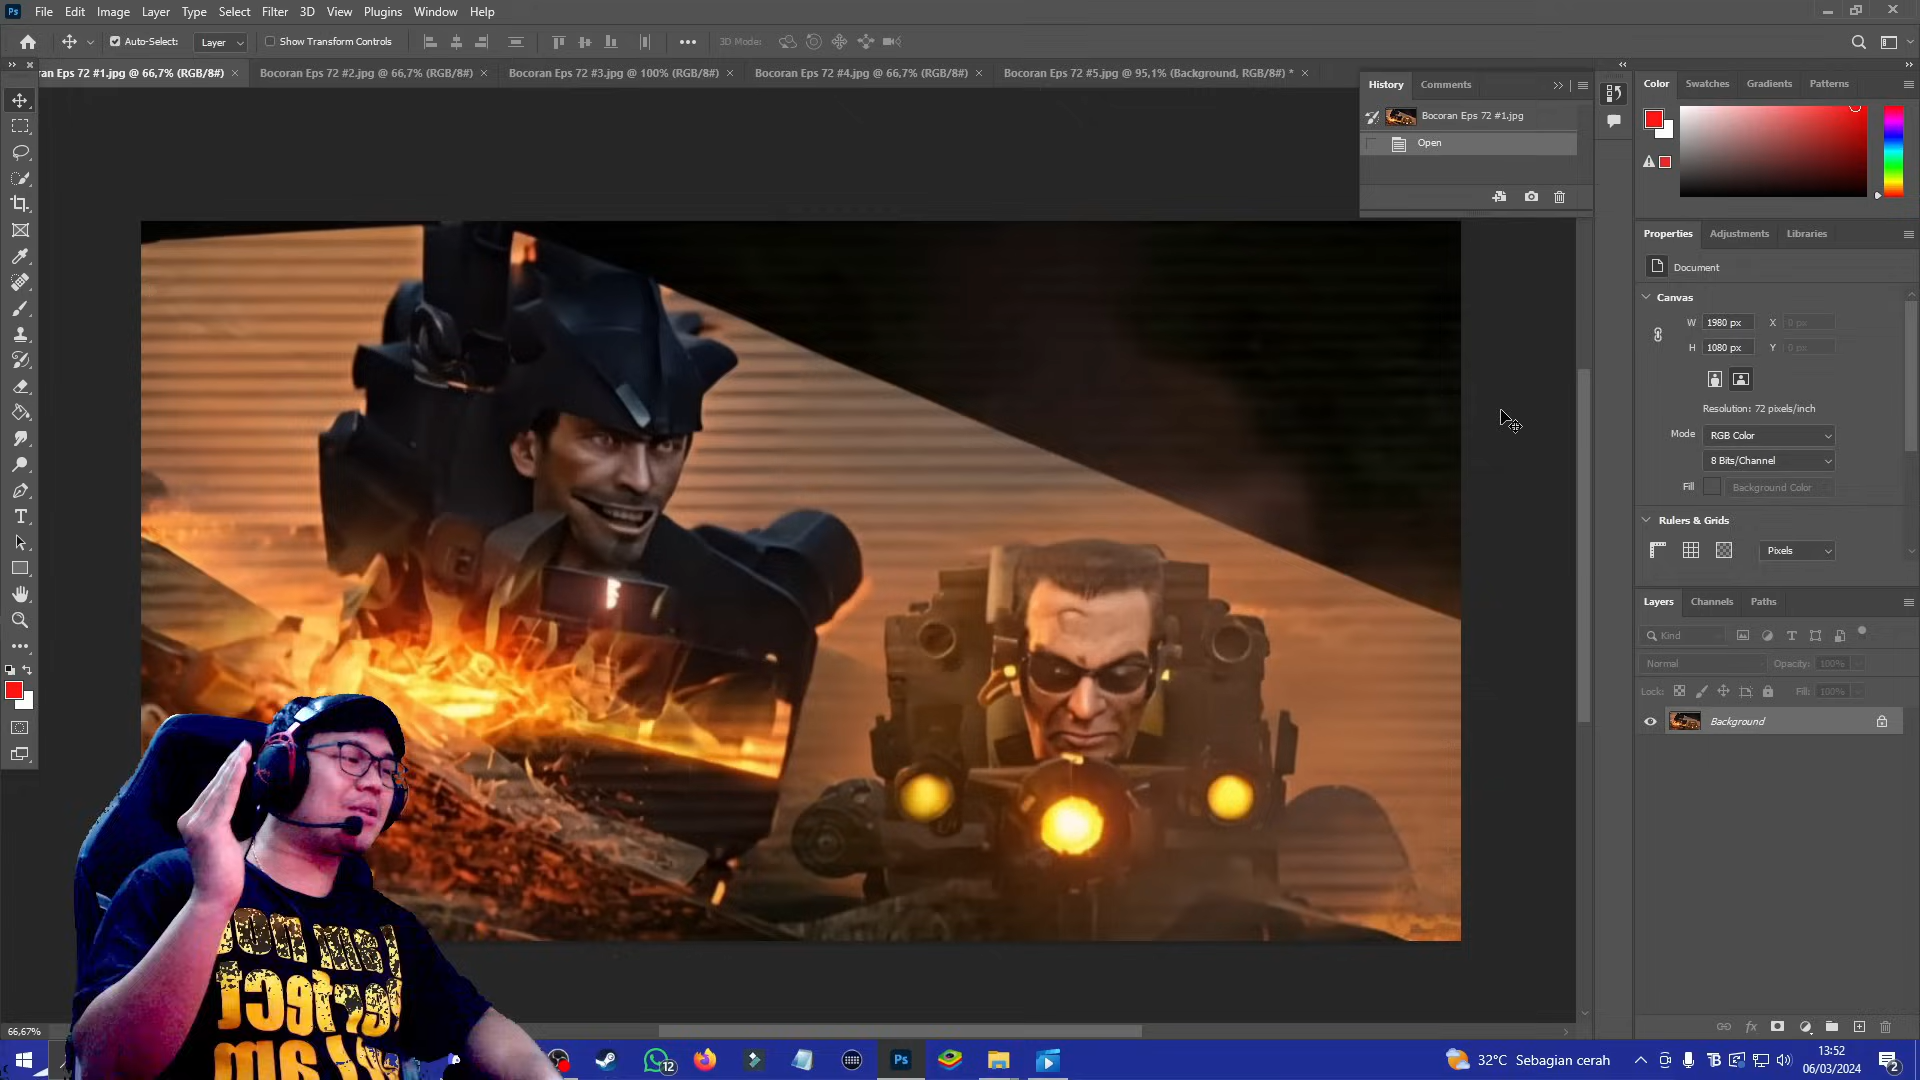 File Edit Image Layer Type Select Filter 3D View Plugins Window Help
Auto-Select: Layer Show Transform Controls 3D Mode:
ran Eps 72 #1.jpg @ 66,7% (RGB/8#) Bocoran Eps 72 #2.jpg @ 66,7% (RGB/8#) Bocoran Eps 72 #3.jpg @ 100% (RGB/8#) Bocoran Eps 72 #4.jpg @ 66,7% (RGB/8#) Bocoran Eps 72 #5.jpg @ 95,1% (Background, RGB/8#) *
History Comments
Bocoran Eps 72 #1.jpg
Open
Color Swatches Gradients Patterns
Properties Adjustments Libraries
Document
Canvas
W 1980 px X 0 px
H 1080 px Y 0 px
Resolution: 72 pixels/inch
Mode RGB Color
8 Bits/Channel
Fill Background Color
Rulers & Grids
Pixels
Layers Channels Paths
Kind
Normal Opacity: 100%
Lock: Fill: 100%
Background
66,67%
Ps
12
32°C Sebagian cerah
13:52
06/03/2024
2